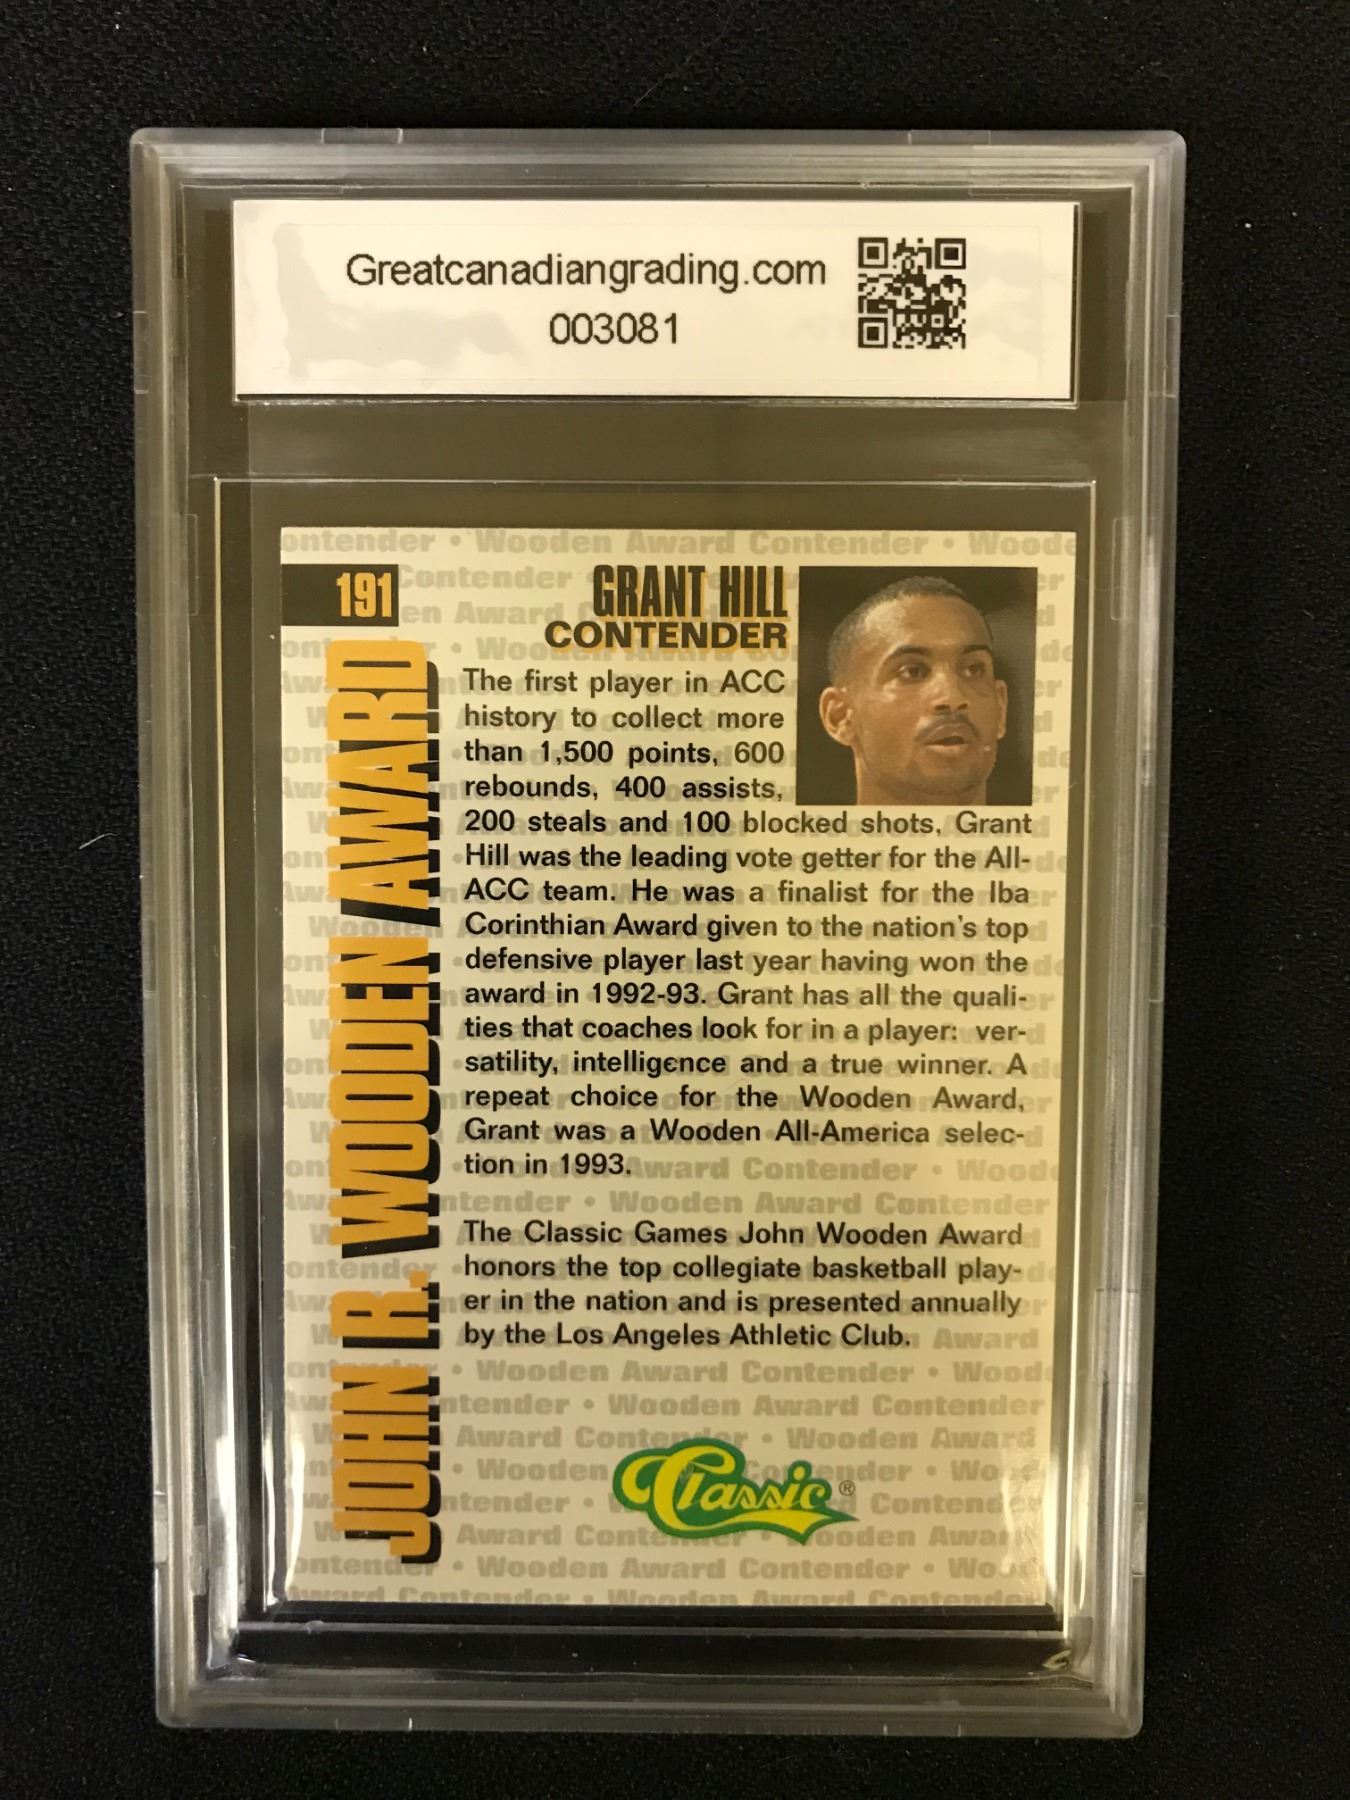 Greatcanadiangrading.com
003081
191
GRANT HILL
CONTENDER
JOHN R. WOODEN AWARD
The first player in ACC
history to collect more
than 1,500 points, 600
rebounds, 400 assists,
200 steals and 100 blocked shots, Grant
Hill was the leading vote getter for the All-
ACC team. He was a finalist for the Iba
Corinthian Award given to the nation's top
defensive player last year having won the
award in 1992-93. Grant has all the quali-
ties that coaches look for in a player: ver-
satility, intelligence and a true winner. A
repeat choice for the Wooden Award,
Grant was a Wooden All-America selec-
tion in 1993.
The Classic Games John Wooden Award
honors the top collegiate basketball play-
er in the nation and is presented annually
by the Los Angeles Athletic Club.
Classic ®